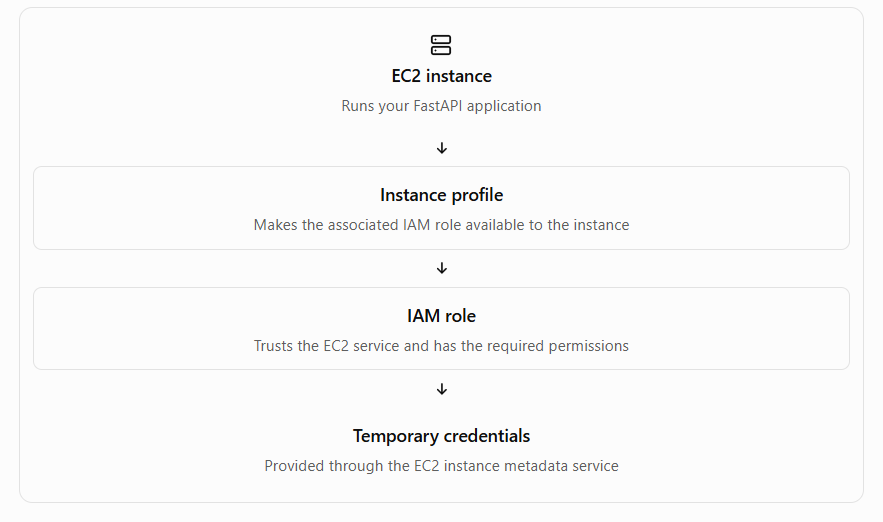 EC2 instance
Runs your FastAPI application
Instance profile
Makes the associated IAM role available to the instance
IAM role
Trusts the EC2 service and has the required permissions
Temporary credentials
Provided through the EC2 instance metadata service